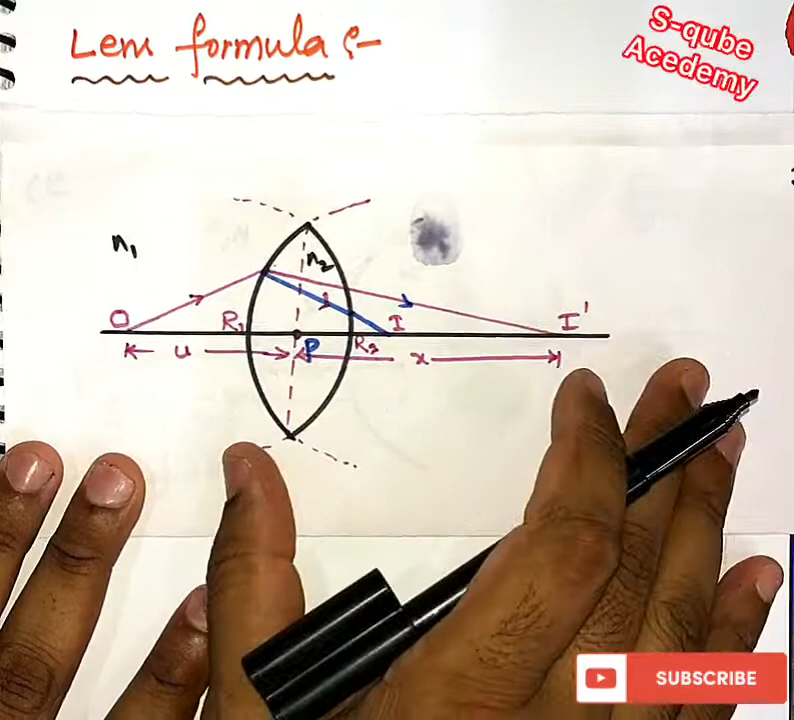 Lens formula :-
S-qube
Acedemy
n₁
n₂
O
R₁
I
I'
u
P
R₂
x
SUBSCRIBE